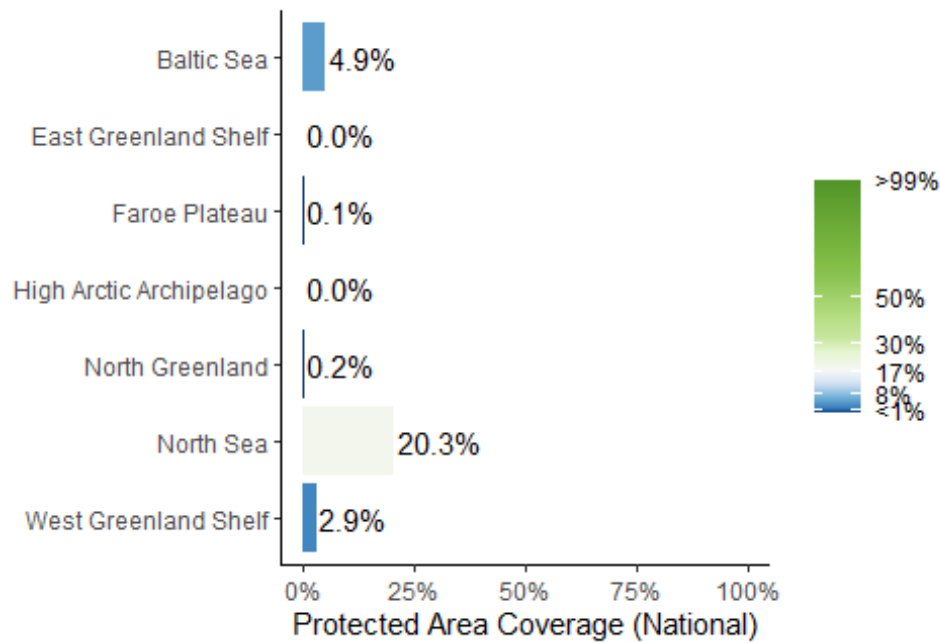 Baltic Sea 4.9%
East Greenland Shelf 0.0%
Faroe Plateau 0.1%
High Arctic Archipelago 0.0%
North Greenland 0.2%
North Sea 20.3%
West Greenland Shelf 2.9%
0% 25% 50% 75% 100%
Protected Area Coverage (National)
>99%
50%
30%
17%
8%
<1%